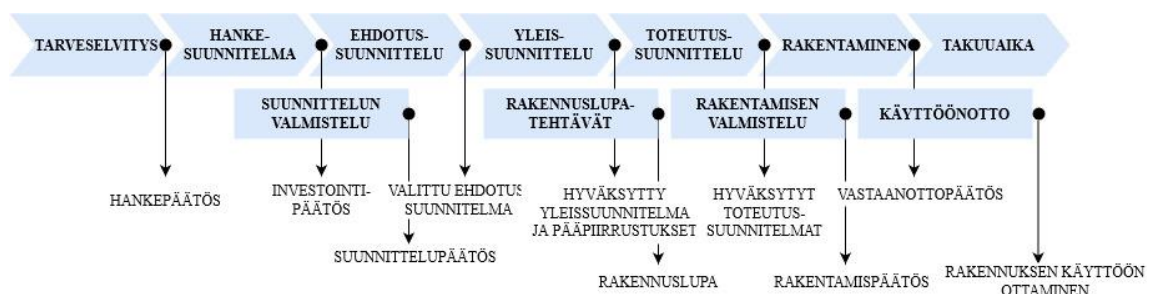 TARVESELVITYS
HANKE-
SUUNNITELMA
EHDOTUS-
SUUNNITTELU
YLEIS-
SUUNNITTELU
TOTEUTUS-
SUUNNITTELU
RAKENTAMINEN
TAKUUAIKA
SUUNNITTELUN
VALMISTELU
RAKENNUSLUPA-
TEHTÄVÄT
RAKENTAMISEN
VALMISTELU
KÄYTTÖÖNOTTO
HANKEPÄÄTÖS
INVESTOINTI-
PÄÄTÖS
VALITTU EHDOTUS
SUUNNITELMA
HYVÄKSYTTY
YLEISSUUNNITELMA
JA PÄÄPIIRRUSTUKSET
HYVÄKSYTYT
TOTEUTUS-
SUUNNITELMAT
VASTAANOTTOPÄÄTÖS
SUUNNITTELUPÄÄTÖS
RAKENNUSLUPA
RAKENTAMISPÄÄTÖS
RAKENNUKSEN KÄYTTÖÖN
OTTAMINEN